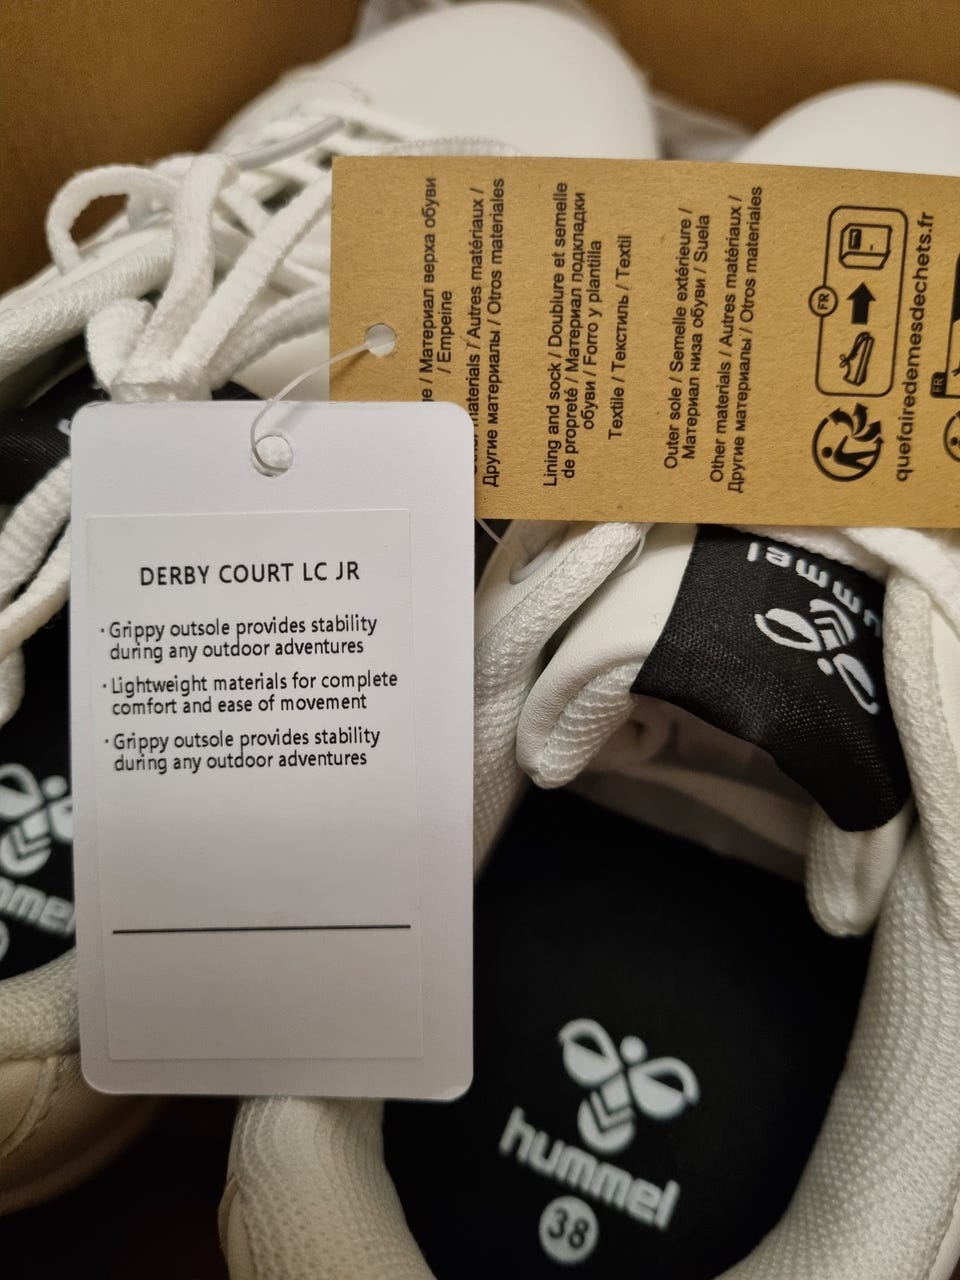 DERBY COURT LC JR
· Grippy outsole provides stability
during any outdoor adventures
· Lightweight materials for complete
comfort and ease of movement
· Grippy outsole provides stability
during any outdoor adventures
/ Материал верха обуви
/ Empeine
materials / Autres matériaux /
Другие материалы / Otros materiales
Lining and sock / Doublure et semelle
de propreté / Материал подкладки
обуви / Forro y plantilla
Textile / Текстиль / Textil
Outer sole / Semelle extérieure /
Материал низа обуви / Suela
Other materials / Autres matériaux /
Другие материалы / Otros materiales
FR
quefairedemesdechets.fr
FR
hummel
hummel
38